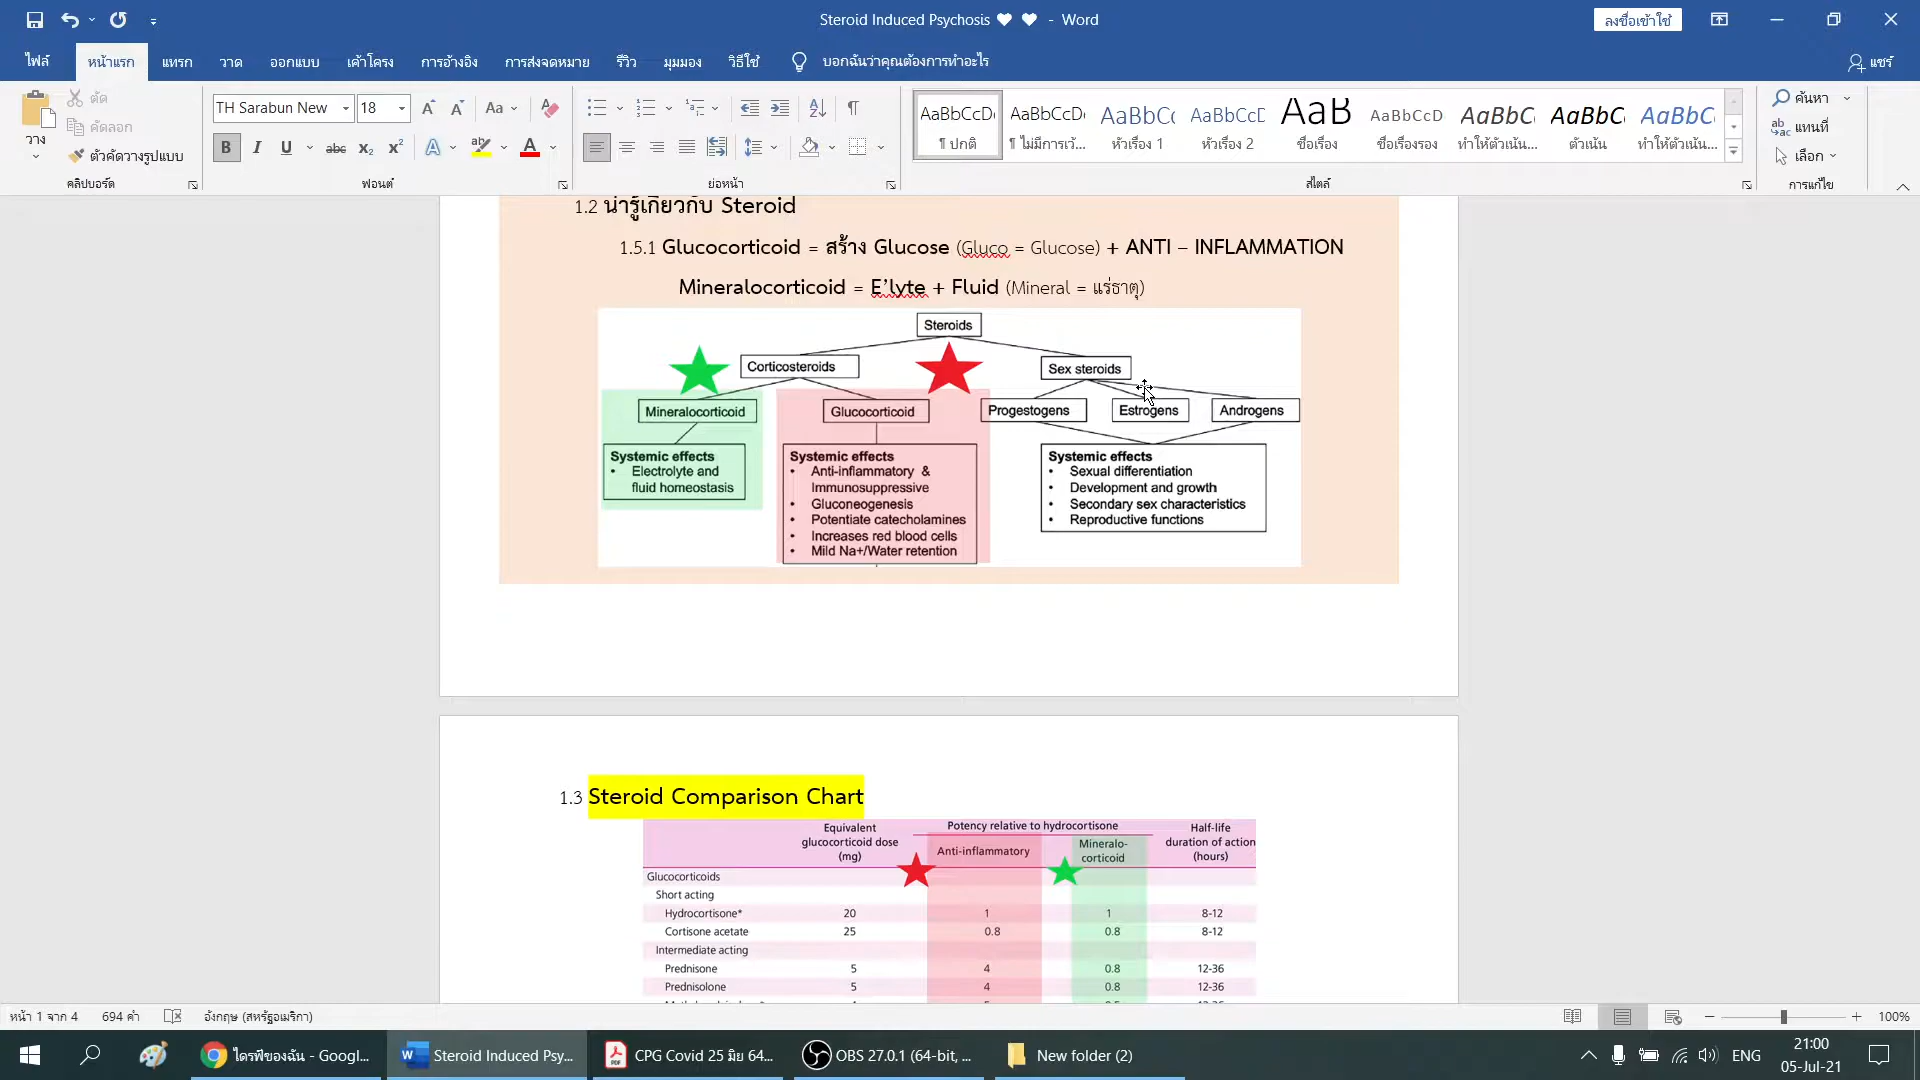 Steroid Induced Psychosis ♥ ♥ - Word
ลงชื่อเข้าใช้
ไฟล์ หน้าแรก แทรก วาด ออกแบบ เค้าโครง การอ้างอิง การส่งจดหมาย รีวิว มุมมอง วิธีใช้ บอกฉันว่าคุณต้องการทำอะไร แชร์
วาง
ตัด
คัดลอก
ตัวคัดวางรูปแบบ
คลิปบอร์ด
TH Sarabun New 18
ฟอนต์
ย่อหน้า
AaBbCcDc AaBbCcDc AaBbCc AaBbCcD AaB AaBbCcD AaBbC AaBbC AaBbC
¶ ปกติ ¶ ไม่มีการเว้... หัวเรื่อง 1 หัวเรื่อง 2 ชื่อเรื่อง ชื่อเรื่องรอง ทำให้ตัวเน้น... ตัวเน้น ทำให้ตัวเน้น...
สไตล์
ค้นหา
แทนที่
เลือก
การแก้ไข
1.2 น่ารู้เกี่ยวกับ Steroid
1.5.1 Glucocorticoid = สร้าง Glucose (Gluco = Glucose) + ANTI – INFLAMMATION
Mineralocorticoid = E’lyte + Fluid (Mineral = แร่ธาตุ)
Steroids
Corticosteroids
Sex steroids
Mineralocorticoid
Glucocorticoid
Progestogens
Estrogens
Androgens
Systemic effects
• Electrolyte and
fluid homeostasis
Systemic effects
• Anti-inflammatory &
Immunosuppressive
• Gluconeogenesis
• Potentiate catecholamines
• Increases red blood cells
• Mild Na+/Water retention
Systemic effects
• Sexual differentiation
• Development and growth
• Secondary sex characteristics
• Reproductive functions
1.3 Steroid Comparison Chart
Equivalent
glucocorticoid dose
(mg)
Potency relative to hydrocortisone
Anti-inflammatory
Mineralo-
corticoid
Half-life
duration of action
(hours)
Glucocorticoids
Short acting
Hydrocortisone* 20 1 1 8-12
Cortisone acetate 25 0.8 0.8 8-12
Intermediate acting
Prednisone 5 4 0.8 12-36
Prednisolone 5 4 0.8 12-36
หน้า 1 จาก 4 694 คำ อังกฤษ (สหรัฐอเมริกา) 100%
ไดรฟ์ของฉัน - Googl... Steroid Induced Psy... CPG Covid 25 มิย 64... OBS 27.0.1 (64-bit, ... New folder (2) ENG
21:00
05-Jul-21